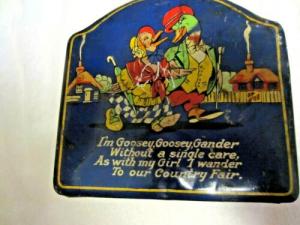 I'm Goosey, Goosey, Gander
Without a single care,
As with my Girl I wander
To our Country Fair.